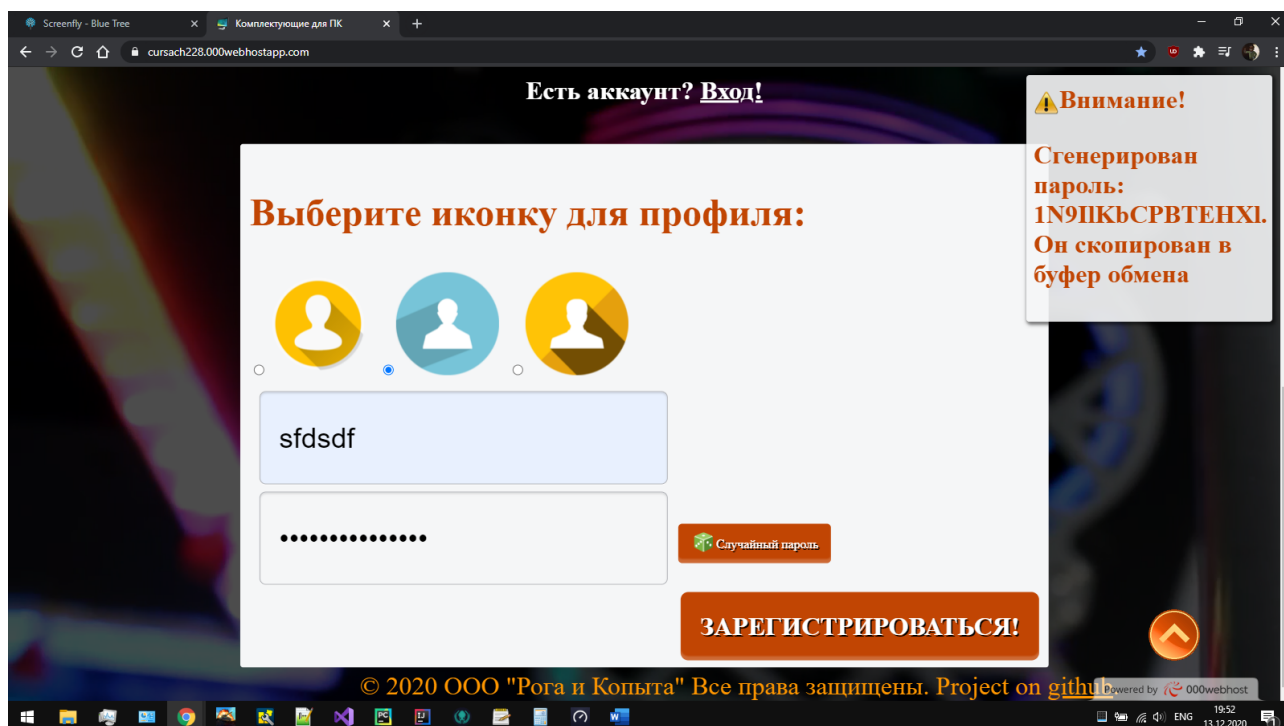 Screenfly - Blue Tree
Комплектующие для ПК
cursach228.000webhostapp.com
Есть аккаунт? Вход!
Внимание!
Сгенерирован
пароль:
1N9IlKbCPBTEHXl.
Он скопирован в
буфер обмена
Выберите иконку для профиля:
sfdsdf
Случайный пароль
ЗАРЕГИСТРИРОВАТЬСЯ!
© 2020 ООО "Рога и Копыта" Все права защищены. Project on github
Powered by 000webhost
ENG
19:52
13.12.2020